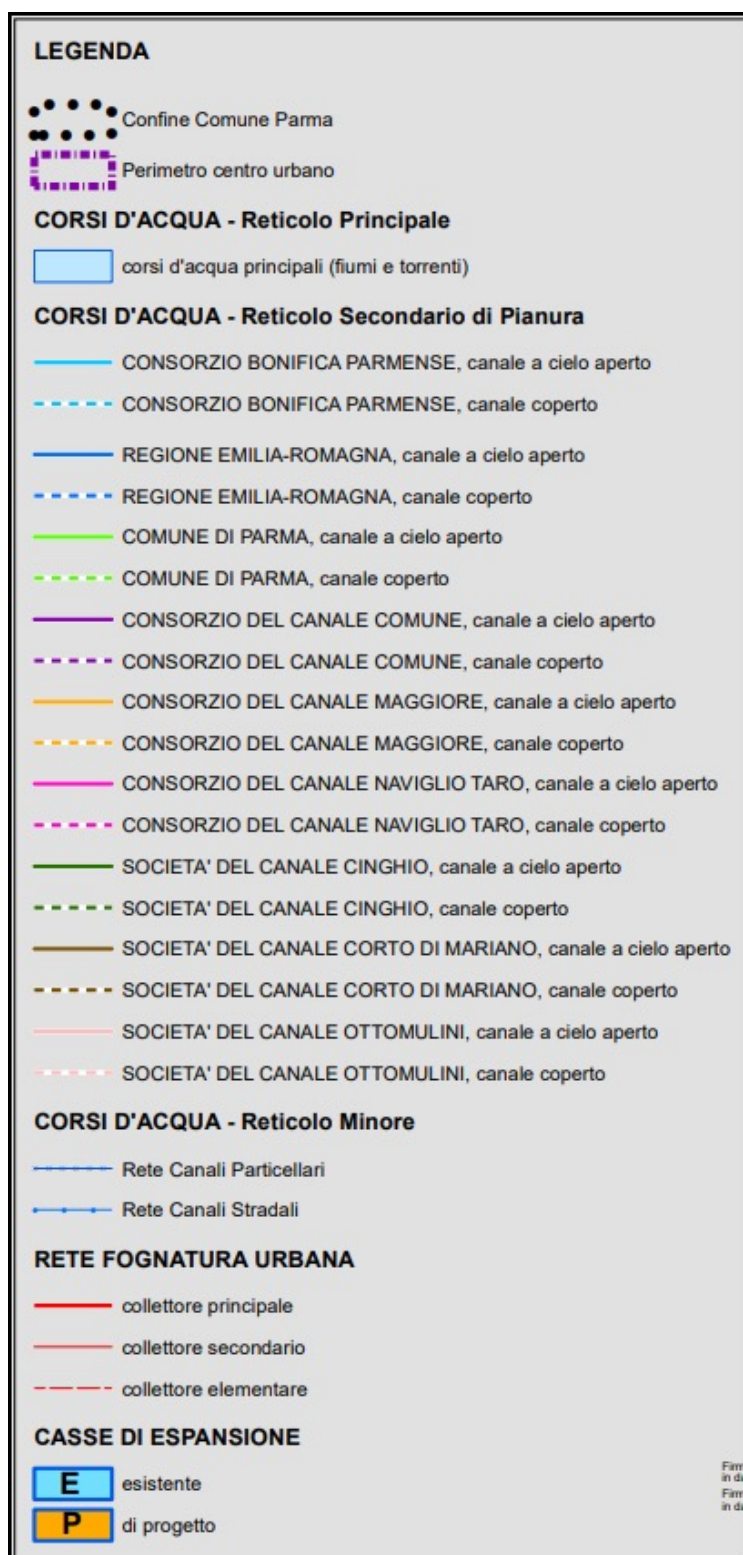 LEGENDA
Confine Comune Parma
Perimetro centro urbano
CORSI D'ACQUA - Reticolo Principale
corsi d'acqua principali (fiumi e torrenti)
CORSI D'ACQUA - Reticolo Secondario di Pianura
CONSORZIO BONIFICA PARMENSE, canale a cielo aperto
CONSORZIO BONIFICA PARMENSE, canale coperto
REGIONE EMILIA-ROMAGNA, canale a cielo aperto
REGIONE EMILIA-ROMAGNA, canale coperto
COMUNE DI PARMA, canale a cielo aperto
COMUNE DI PARMA, canale coperto
CONSORZIO DEL CANALE COMUNE, canale a cielo aperto
CONSORZIO DEL CANALE COMUNE, canale coperto
CONSORZIO DEL CANALE MAGGIORE, canale a cielo aperto
CONSORZIO DEL CANALE MAGGIORE, canale coperto
CONSORZIO DEL CANALE NAVIGLIO TARO, canale a cielo aperto
CONSORZIO DEL CANALE NAVIGLIO TARO, canale coperto
SOCIETA' DEL CANALE CINGHIO, canale a cielo aperto
SOCIETA' DEL CANALE CINGHIO, canale coperto
SOCIETA' DEL CANALE CORTO DI MARIANO, canale a cielo aperto
SOCIETA' DEL CANALE CORTO DI MARIANO, canale coperto
SOCIETA' DEL CANALE OTTOMULINI, canale a cielo aperto
SOCIETA' DEL CANALE OTTOMULINI, canale coperto
CORSI D'ACQUA - Reticolo Minore
Rete Canali Particellari
Rete Canali Stradali
RETE FOGNATURA URBANA
collettore principale
collettore secondario
collettore elementare
CASSE DI ESPANSIONE
E esistente
P di progetto
in
in